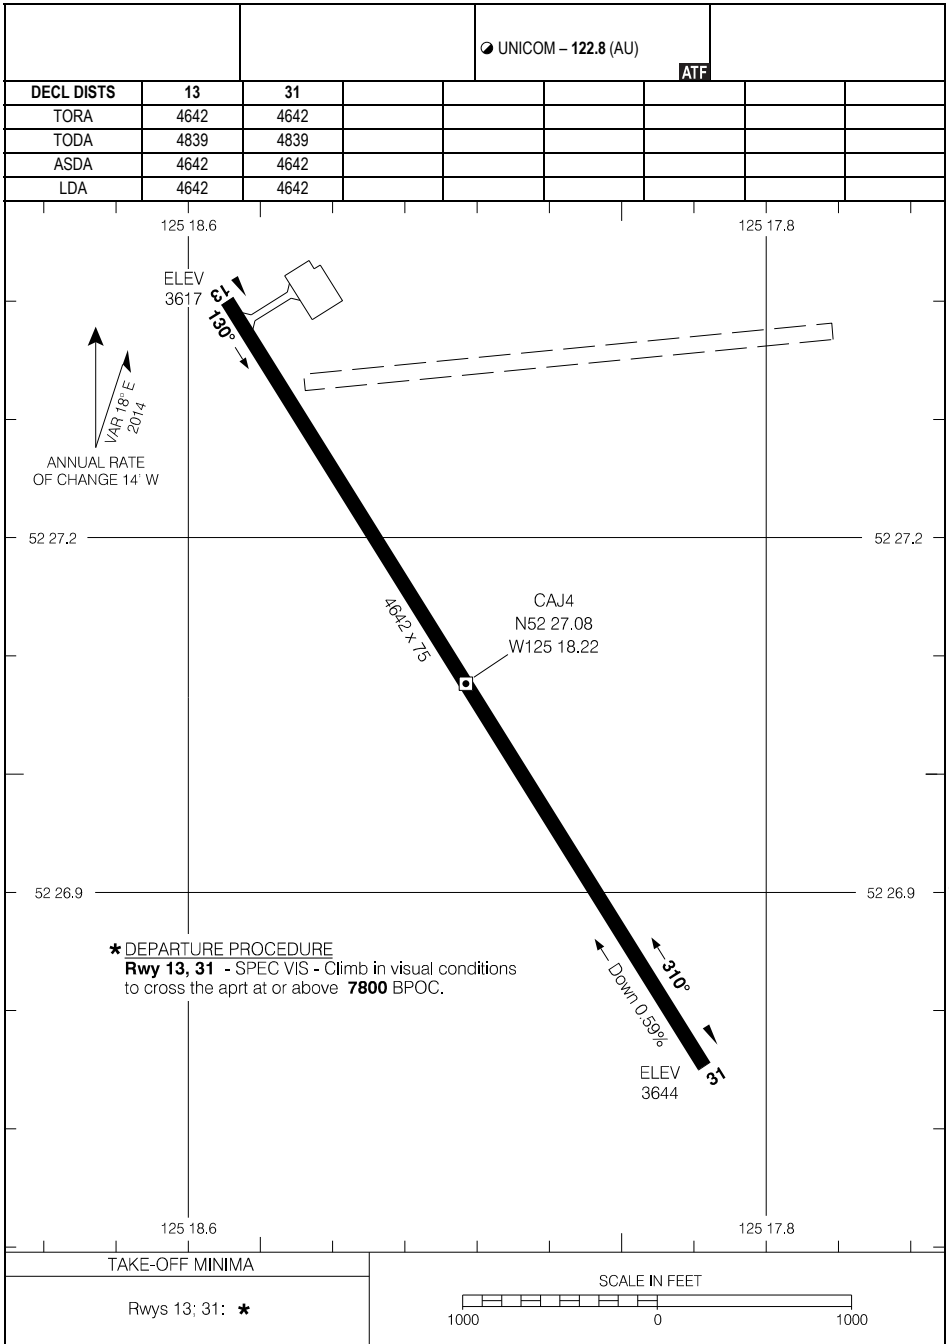 UNICOM – 122.8 (AU)
ATF
DECL DISTS 13 31
TORA 4642 4642
TODA 4839 4839
ASDA 4642 4642
LDA 4642 4642
125 18.6 125 17.8
ELEV
3617
13
130°
VAR 18° E
2014
ANNUAL RATE
OF CHANGE 14' W
52 27.2 52 27.2
4642 x 75
CAJ4
N52 27.08
W125 18.22
52 26.9 52 26.9
* DEPARTURE PROCEDURE
Rwy 13, 31 - SPEC VIS - Climb in visual conditions
to cross the aprt at or above 7800 BPOC.
310°
Down 0.59%
31
ELEV
3644
125 18.6 125 17.8
TAKE-OFF MINIMA
Rwys 13; 31: *
SCALE IN FEET
1000 0 1000